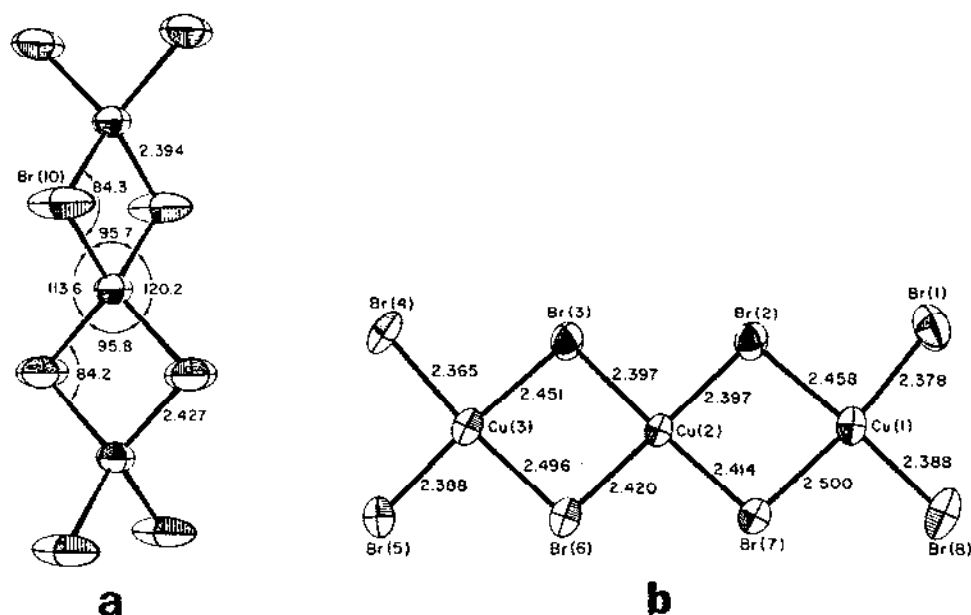 2.394
Br(10)
84.3
95.7
113.6
120.2
95.8
84.2
2.427
a
Br(4)
Br(3)
Br(2)
Br(1)
2.365
2.451
2.397
2.397
2.458
2.378
Cu(3)
Cu(2)
Cu(1)
2.388
2.496
2.420
2.414
2.500
2.388
Br(5)
Br(6)
Br(7)
Br(8)
b